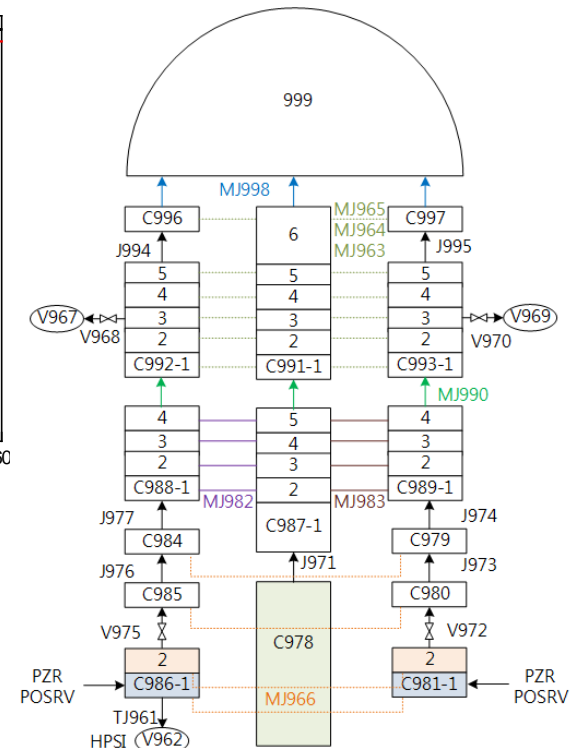 999
MJ998
MJ965
MJ964
MJ963
C996
6
C997
J994
J995
5
5
5
4
4
4
V967
3
3
3
V969
V968
2
2
2
V970
C992-1
C991-1
C993-1
MJ990
4
5
4
3
4
3
2
3
2
C988-1
MJ982
2
MJ983
C989-1
C987-1
J977
J974
C984
C979
J976
J971
J973
C985
C980
V975
C978
V972
2
2
PZR
POSRV
C986-1
MJ966
C981-1
PZR
POSRV
TJ961
HPSI
V962